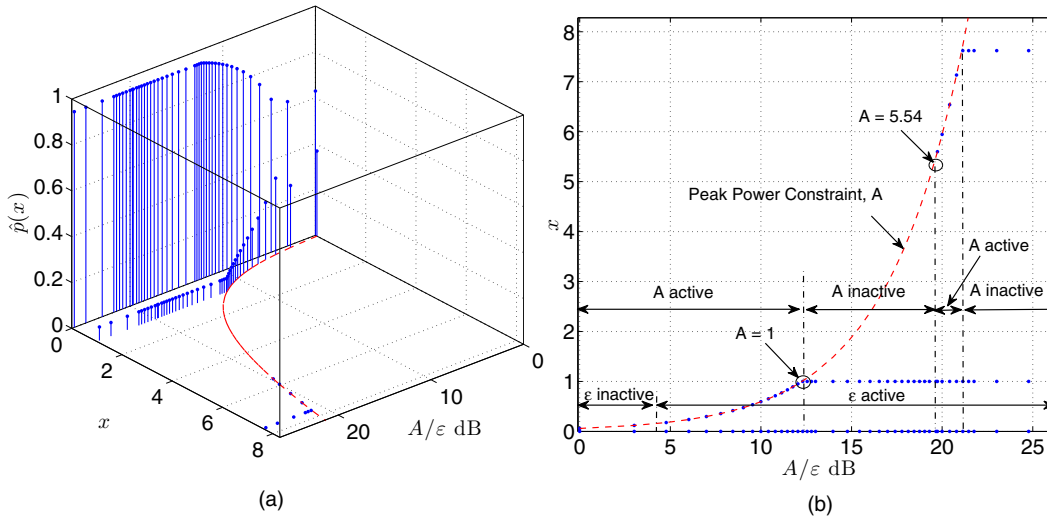 1
0.8
0.6
0.4
0.2
0
p̂(x)
0
2
4
6
8
x
20
10
0
A/ε dB
(a)
8
7
6
5
4
3
2
1
0
x
A = 5.54
Peak Power Constraint, A
A active
A active
A inactive
A inactive
A = 1
ε inactive
ε active
0
5
10
15
20
25
A/ε dB
(b)